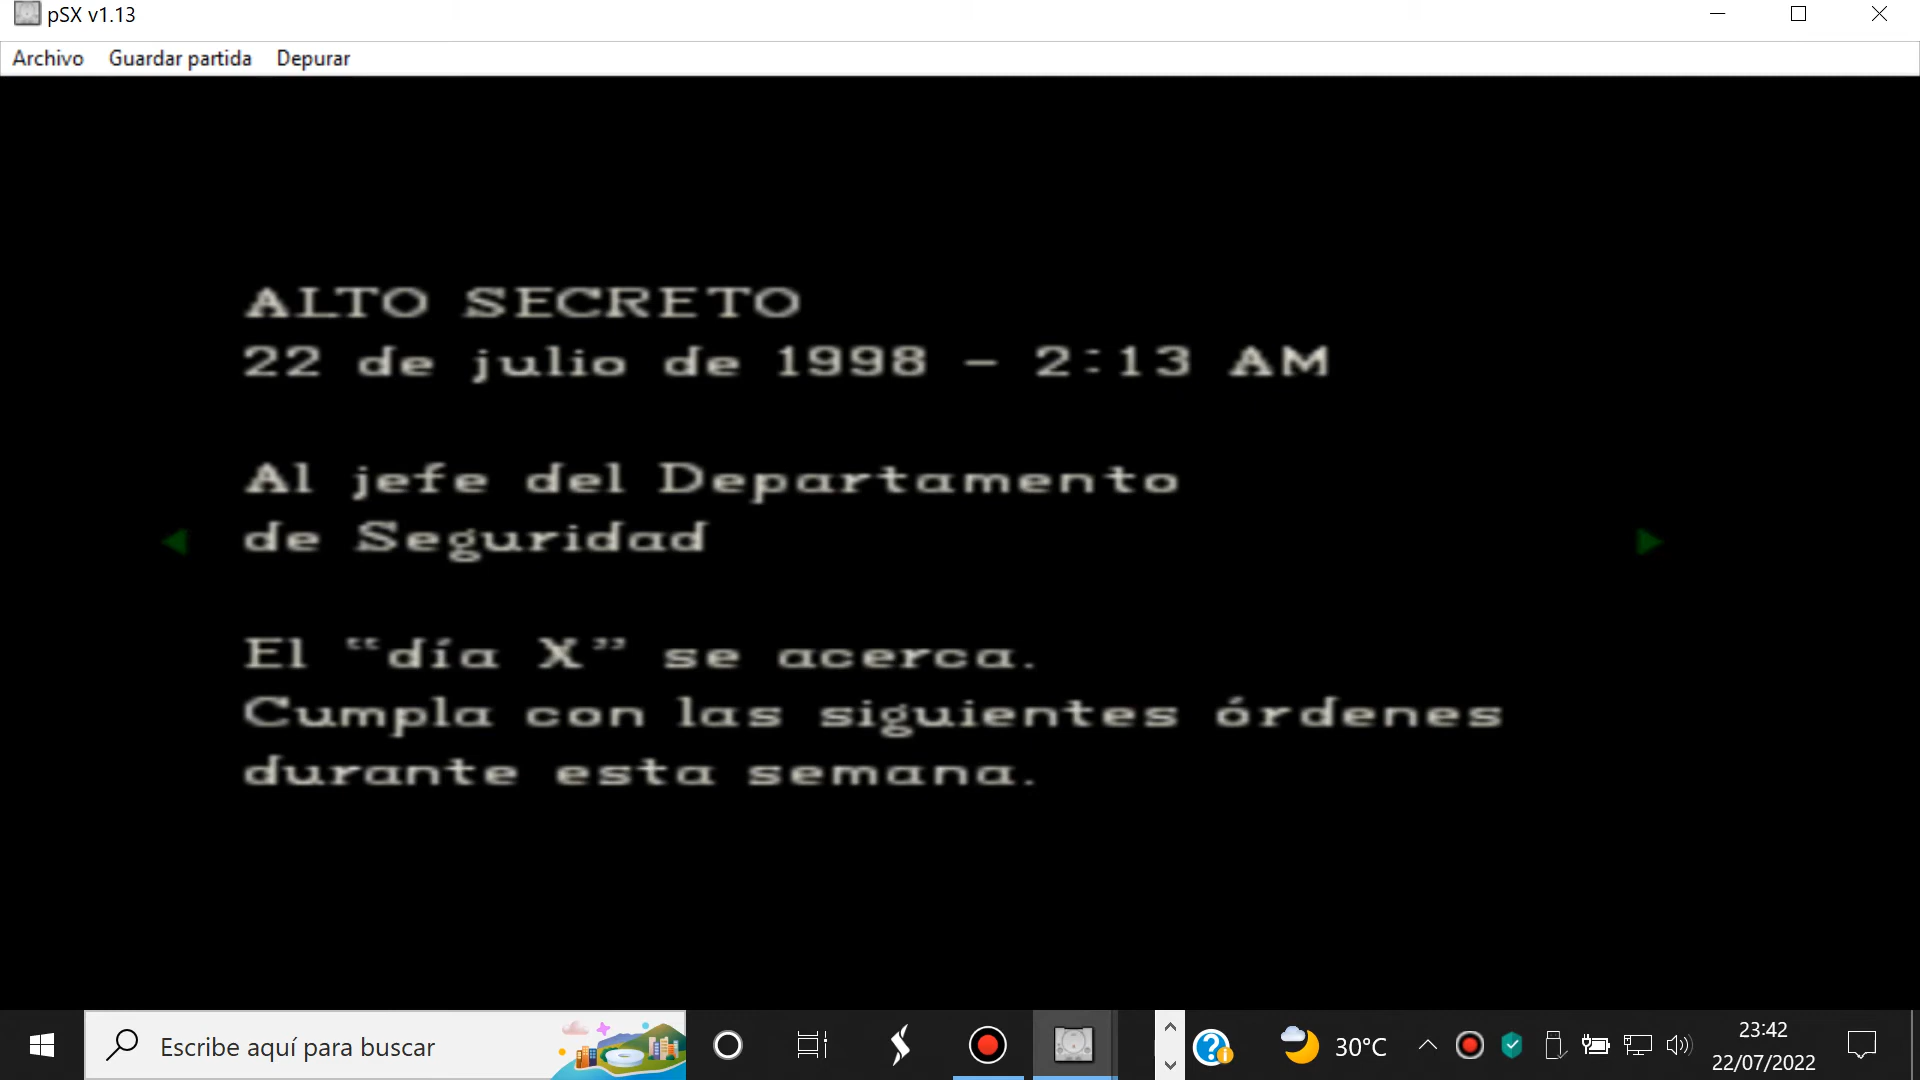 pSX v1.13
Archivo Guardar partida Depurar
ALTO SECRETO
22 de julio de 1998 - 2:13 AM
Al jefe del Departamento
de Seguridad
El “día X” se acerca.
Cumpla con las siguientes órdenes
durante esta semana.
Escribe aquí para buscar
30°C
23:42
22/07/2022